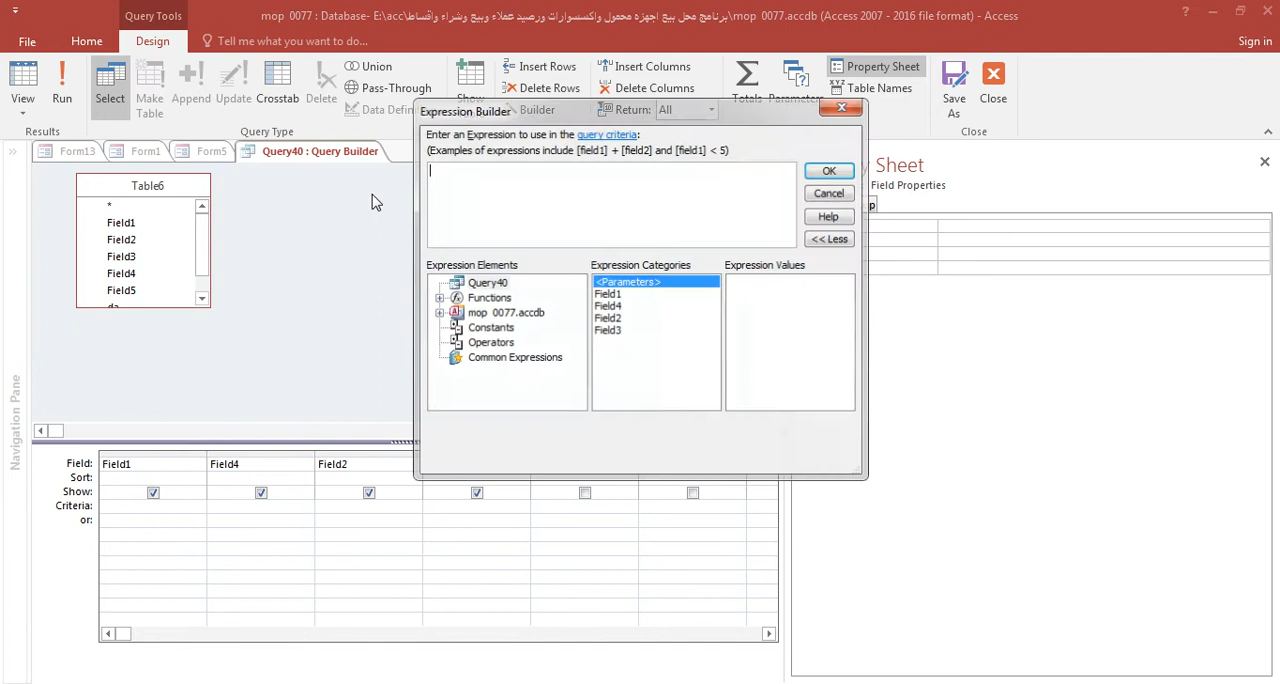 Query Tools
mop 0077 : Database- E:\acc\برنامج محل بيع اجهزه محمول واكسسوارات ورصيد عملاء وبيع وشراء واقساط\mop 0077.accdb (Access 2007 - 2016 file format) - Access
File
Home
Design
Tell me what you want to do...
Sign in
View
Run
Results
Select
Make Table
Append
Update
Crosstab
Delete
Union
Pass-Through
Data Defin
Query Type
Show
Insert Rows
Delete Rows
Builder
Insert Columns
Delete Columns
Return: All
Totals
Parameters
Property Sheet
Table Names
Save As
Close
Close
Form13
Form1
Form5
Query40 : Query Builder
Navigation Pane
Table6
*
Field1
Field2
Field3
Field4
Field5
da
Expression Builder
Enter an Expression to use in the query criteria:
(Examples of expressions include [field1] + [field2] and [field1] < 5)
OK
Cancel
Help
<< Less
Expression Elements
Query40
Functions
mop 0077.accdb
Constants
Operators
Common Expressions
Expression Categories
<Parameters>
Field1
Field4
Field2
Field3
Expression Values
y Sheet
Field Properties
p
Field: Field1 Field4 Field2
Sort:
Show:
Criteria:
or: